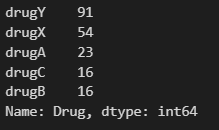 drugY    91
drugX    54
drugA    23
drugC    16
drugB    16
Name: Drug, dtype: int64